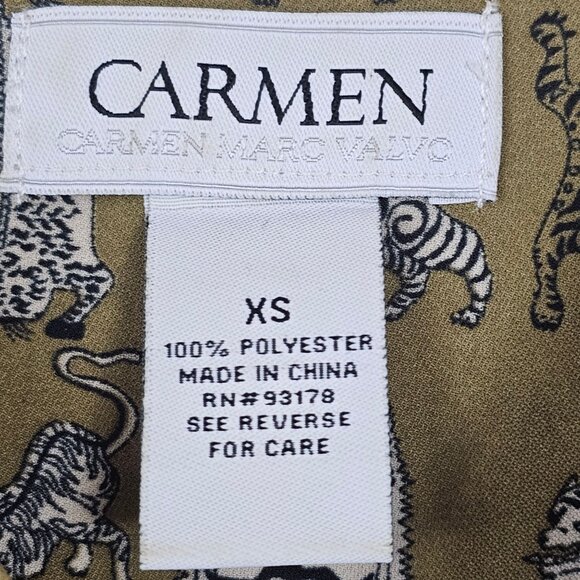 CARMEN
CARMEN MARC VALVO
XS
100% POLYESTER
MADE IN CHINA
RN#93178
SEE REVERSE
FOR CARE